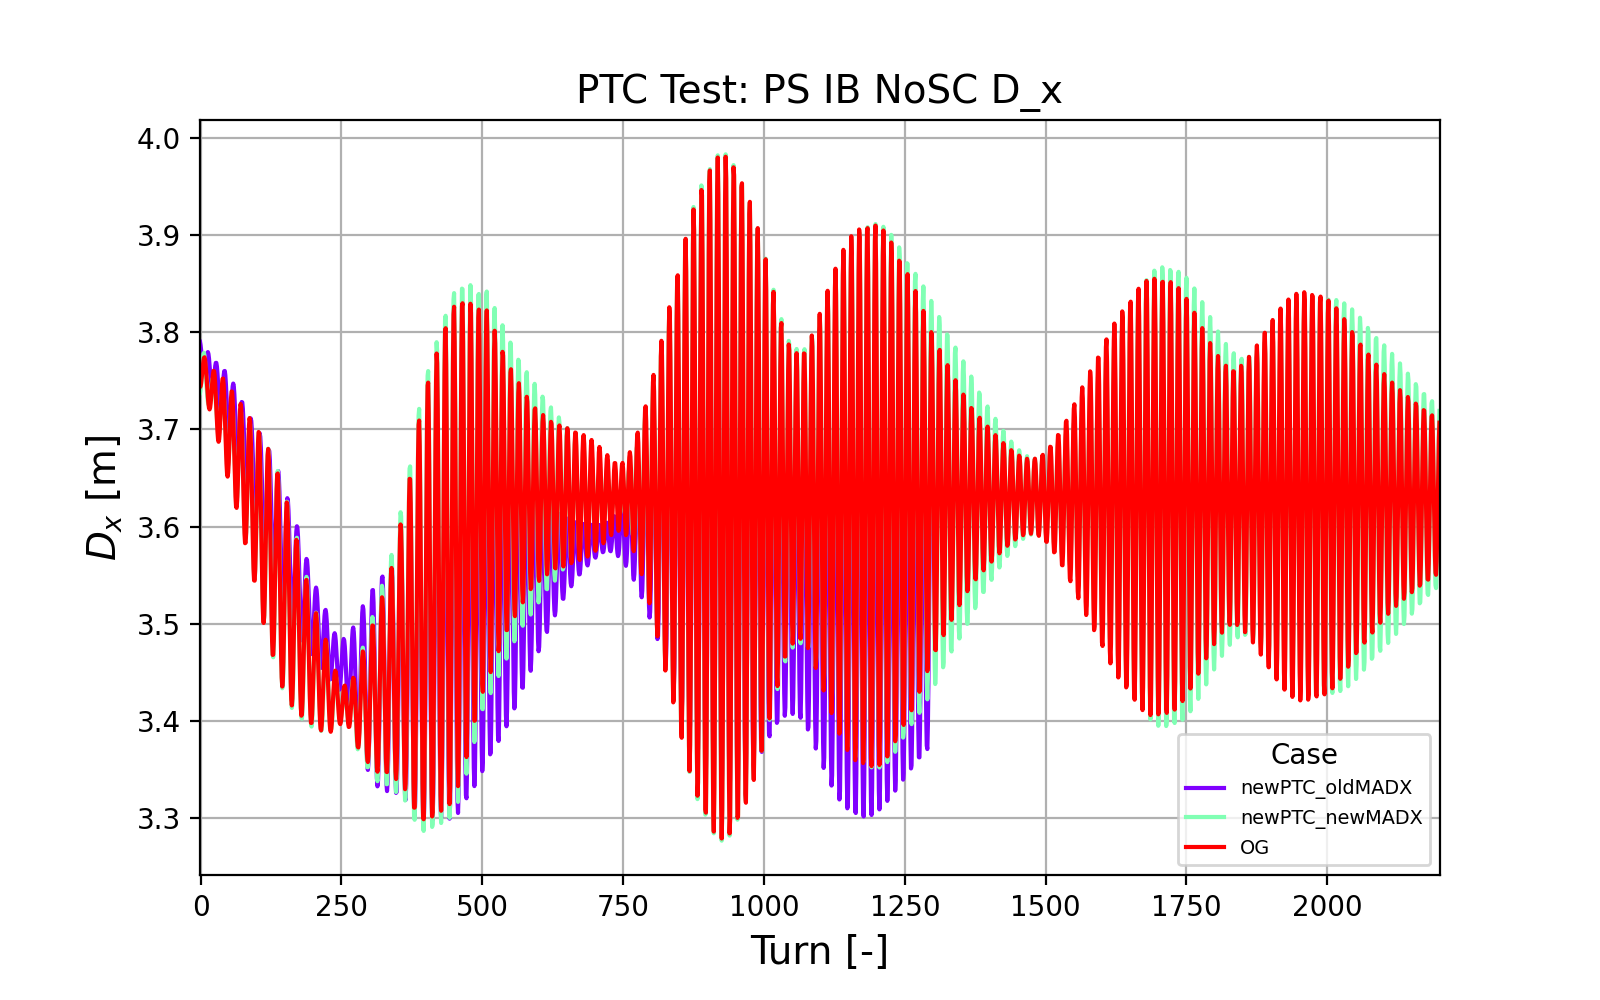 PTC Test: PS IB NoSC D_x
4.0
3.9
3.8
3.7
3.6
3.5
3.4
3.3
D_x [m]
0 250 500 750 1000 1250 1500 1750 2000
Turn [-]
Case
newPTC_oldMADX
newPTC_newMADX
OG